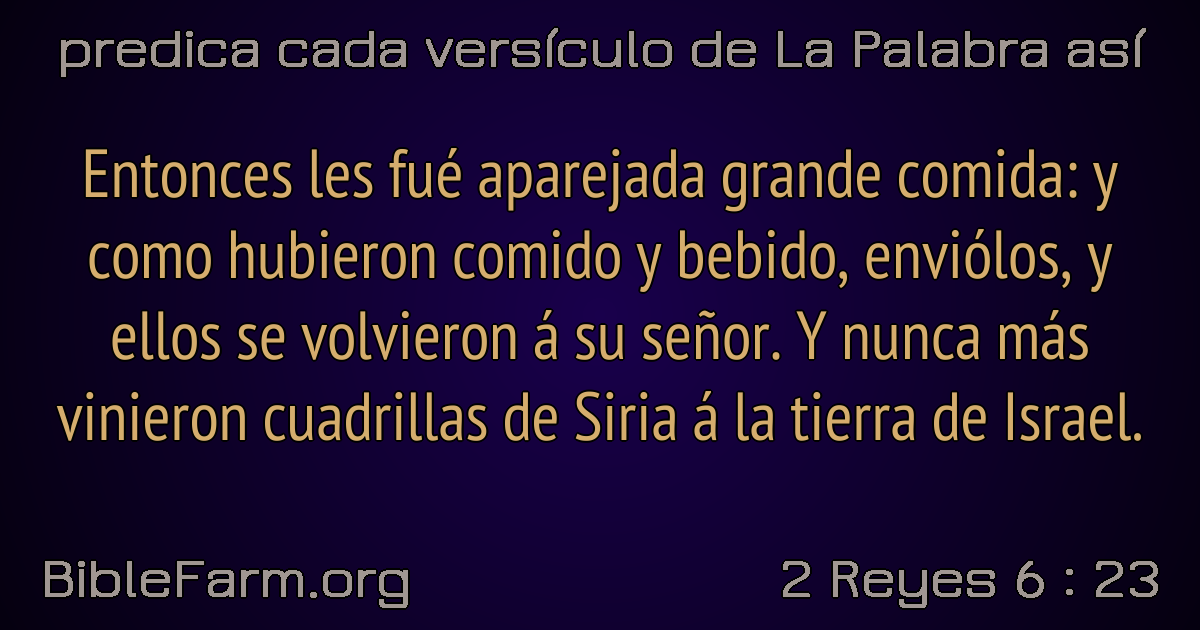 predica cada versículo de La Palabra así
Entonces les fué aparejada grande comida: y
como hubieron comido y bebido, enviólos, y
ellos se volvieron á su señor. Y nunca más
vinieron cuadrillas de Siria á la tierra de Israel.
BibleFarm.org
2 Reyes 6 : 23